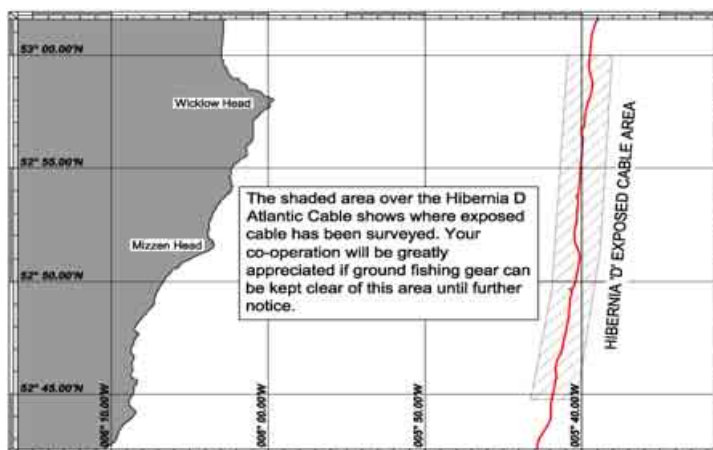 53° 00.00'N
Wicklow Head
52° 55.00'N
The shaded area over the Hibernia D
Atlantic Cable shows where exposed
cable has been surveyed. Your
co-operation will be greatly
appreciated if ground fishing gear can
be kept clear of this area until further
notice.
Mizzen Head
52° 50.00'N
HIBERNIA 'D' EXPOSED CABLE AREA
52° 45.00'N
006° 10.00'W
006° 00.00'W
005° 50.00'W
005° 40.00'W